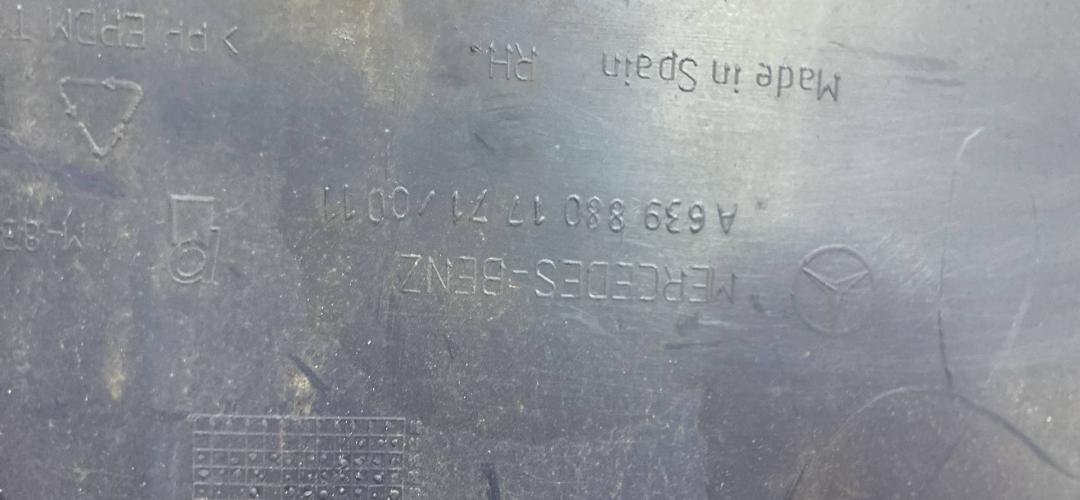 MERCEDES-BENZ
A 639 880 17 71 / 00 11
Made in Spain RH
> PP EPDM T